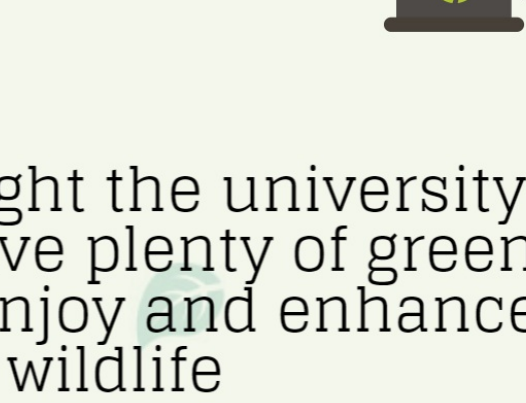 ght the university
ve plenty of green
njoy and enhance
wildlife